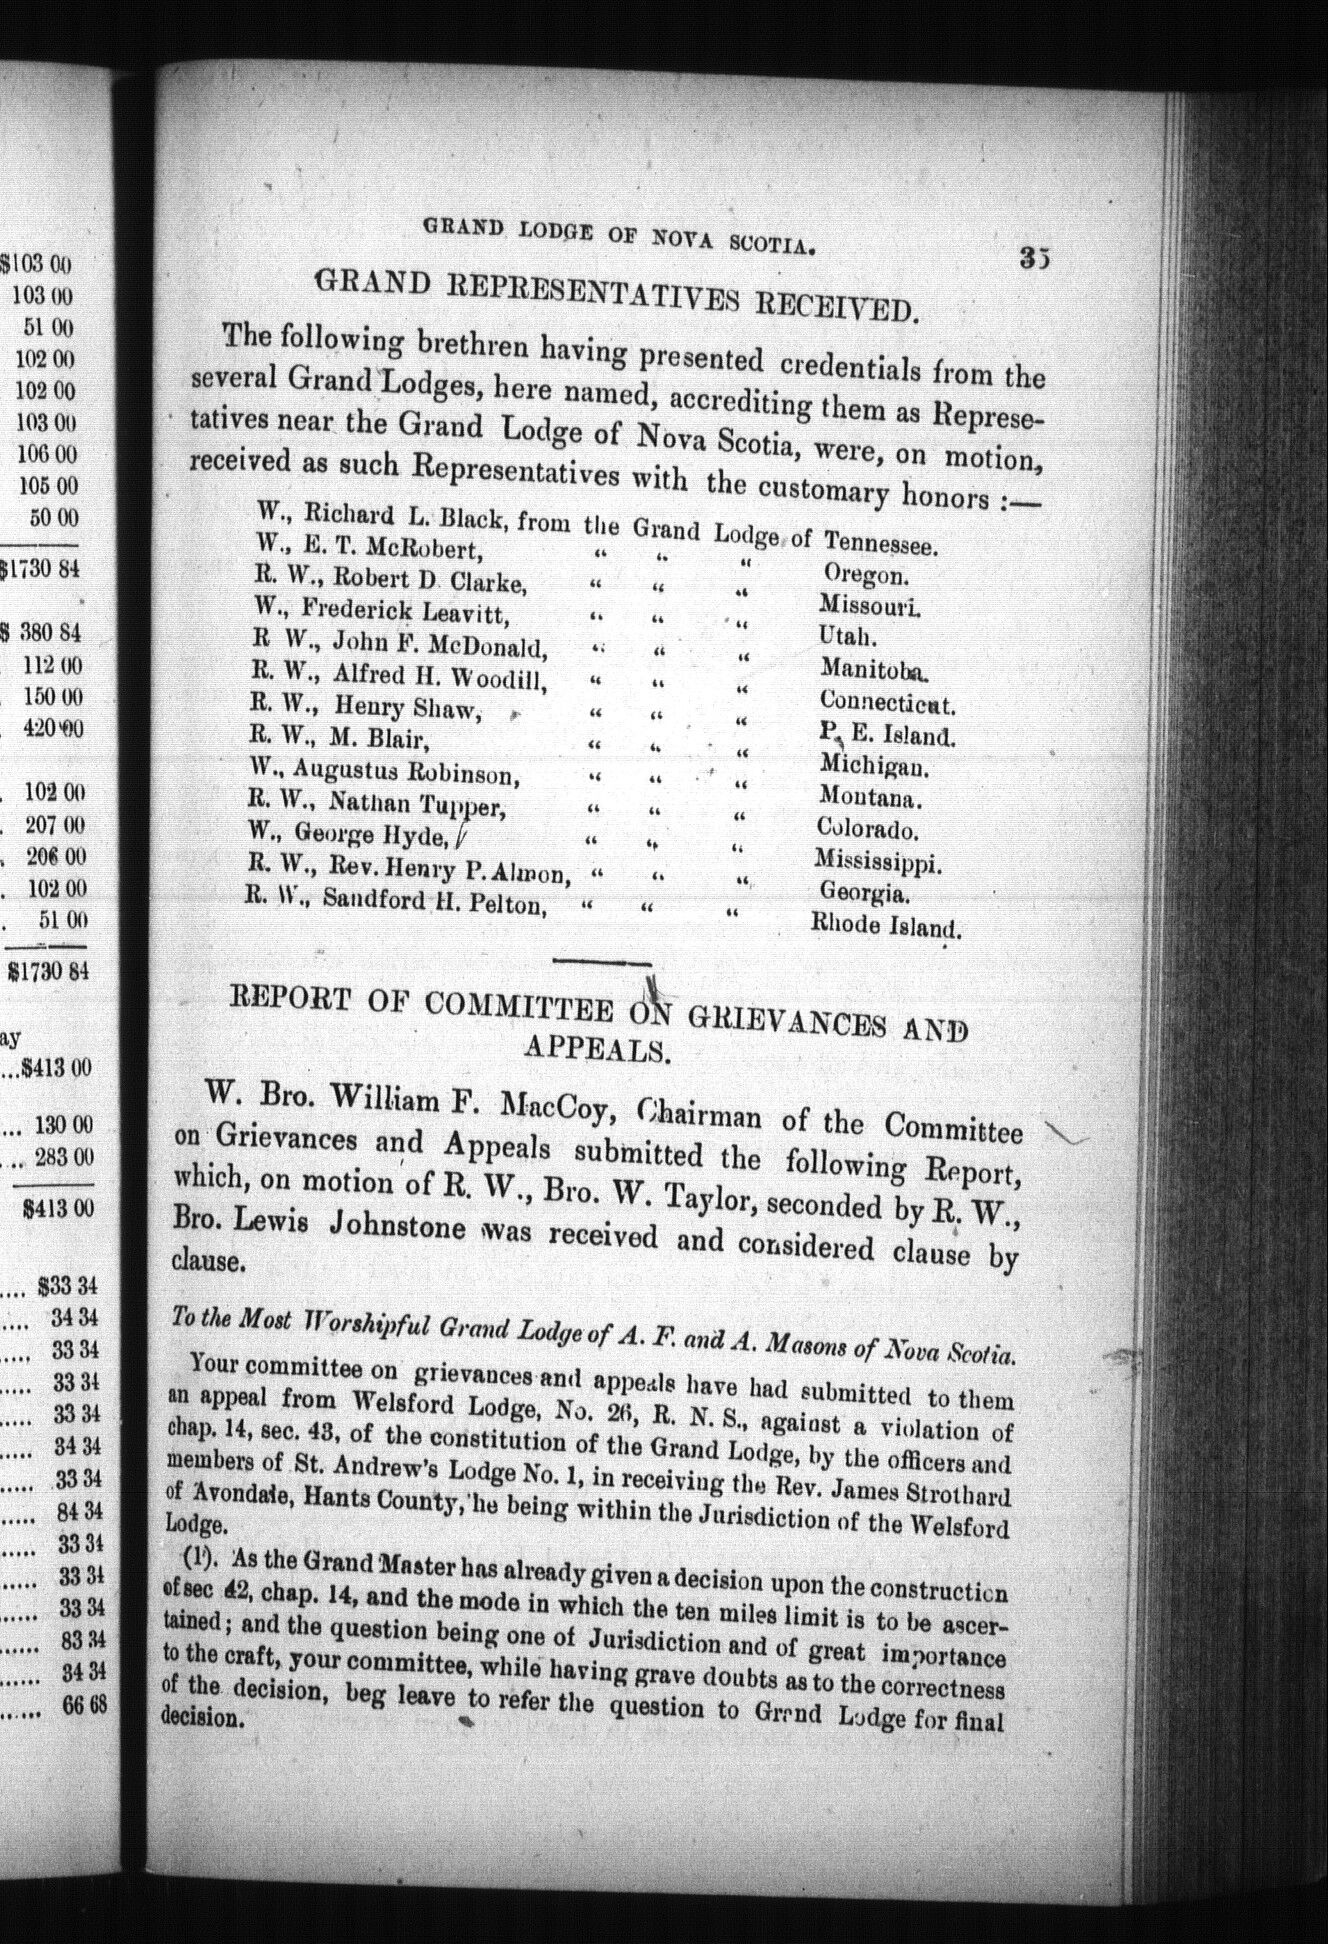 $103 00
103 00
51 00
102 00
102 00
103 00
106 00
105 00
50 00
$1730 84
$ 380 84
112 00
150 00
420 00
102 00
207 00
206 00
102 00
51 00
$1730 84
ay
...$413 00
... 130 00
... 283 00
$413 00
.... $33 34
.... 34 34
..... 33 34
..... 33 34
..... 33 34
..... 34 34
..... 33 34
..... 84 34
..... 33 34
...... 33 34
...... 33 34
...... 83 34
...... 34 34
...... 66 68
GRAND LODGE OF NOVA SCOTIA. 35
GRAND REPRESENTATIVES RECEIVED.
The following brethren having presented credentials from the
several Grand Lodges, here named, accrediting them as Represe-
tatives near the Grand Lodge of Nova Scotia, were, on motion,
received as such Representatives with the customary honors :—
W., Richard L. Black, from the Grand Lodge of Tennessee.
W., E. T. McRobert, " " " Oregon.
R. W., Robert D Clarke, " " " Missouri.
W., Frederick Leavitt, " " " Utah.
R W., John F. McDonald, " " " Manitoba.
R. W., Alfred H. Woodill, " " " Connecticut.
R. W., Henry Shaw, " " " P. E. Island.
R. W., M. Blair, " " " Michigan.
W., Augustus Robinson, " " " Montana.
R. W., Nathan Tupper, " " " Colorado.
W., George Hyde, " " " Mississippi.
R. W., Rev. Henry P. Almon, " " " Georgia.
R. W., Sandford H. Pelton, " " " Rhode Island.
REPORT OF COMMITTEE ON GRIEVANCES AND
APPEALS.
W. Bro. William F. MacCoy, Chairman of the Committee
on Grievances and Appeals submitted the following Report,
which, on motion of R. W., Bro. W. Taylor, seconded by R. W.,
Bro. Lewis Johnstone was received and considered clause by
clause.
To the Most Worshipful Grand Lodge of A. F. and A. Masons of Nova Scotia.
Your committee on grievances and appeals have had submitted to them
an appeal from Welsford Lodge, No. 26, R. N. S., against a violation of
chap. 14, sec. 43, of the constitution of the Grand Lodge, by the officers and
members of St. Andrew's Lodge No. 1, in receiving the Rev. James Strothard
of Avondale, Hants County, he being within the Jurisdiction of the Welsford
Lodge.
(1). As the Grand Master has already given a decision upon the construction
of sec 42, chap. 14, and the mode in which the ten miles limit is to be ascer-
tained; and the question being one of Jurisdiction and of great importance
to the craft, your committee, while having grave doubts as to the correctness
of the decision, beg leave to refer the question to Grand Lodge for final
decision.